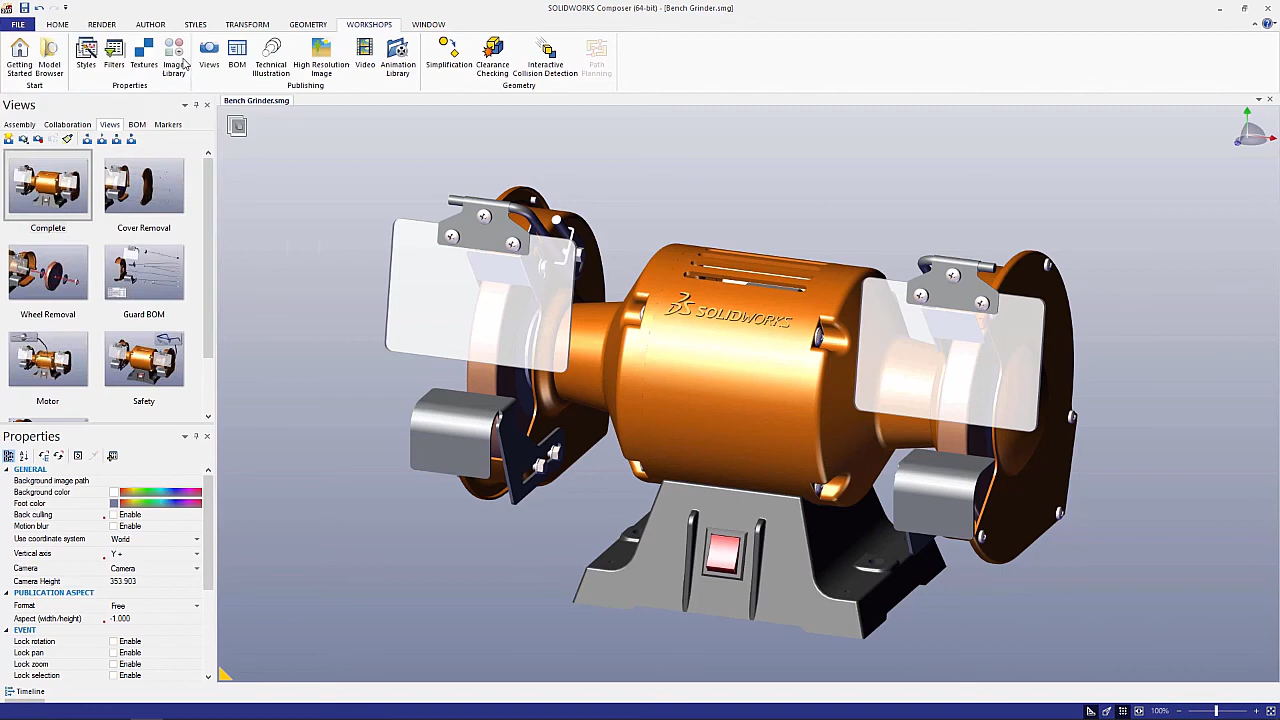 SOLIDWORKS Composer (64-bit) - [Bench Grinder.smg]
FILE HOME RENDER AUTHOR STYLES TRANSFORM GEOMETRY WORKSHOPS WINDOW
Getting Started Model Browser Styles Filters Textures Image Library Views BOM Technical Illustration High Resolution Image Video Animation Library Simplification Clearance Checking Interactive Collision Detection Path Planning
Start Properties Publishing Geometry
Views
Bench Grinder.smg
Assembly Collaboration Views BOM Markers
Complete Cover Removal
Wheel Removal Guard BOM
Motor Safety
SOLIDWORKS
Properties
GENERAL
Background image path
Background color
Foot color
Back culling Enable
Motion blur Enable
Use coordinate system World
Vertical axis Y +
Camera Camera
Camera Height 353.903
PUBLICATION ASPECT
Format Free
Aspect (width/height) -1.000
EVENT
Lock rotation Enable
Lock pan Enable
Lock zoom Enable
Lock selection Enable
Timeline
100%